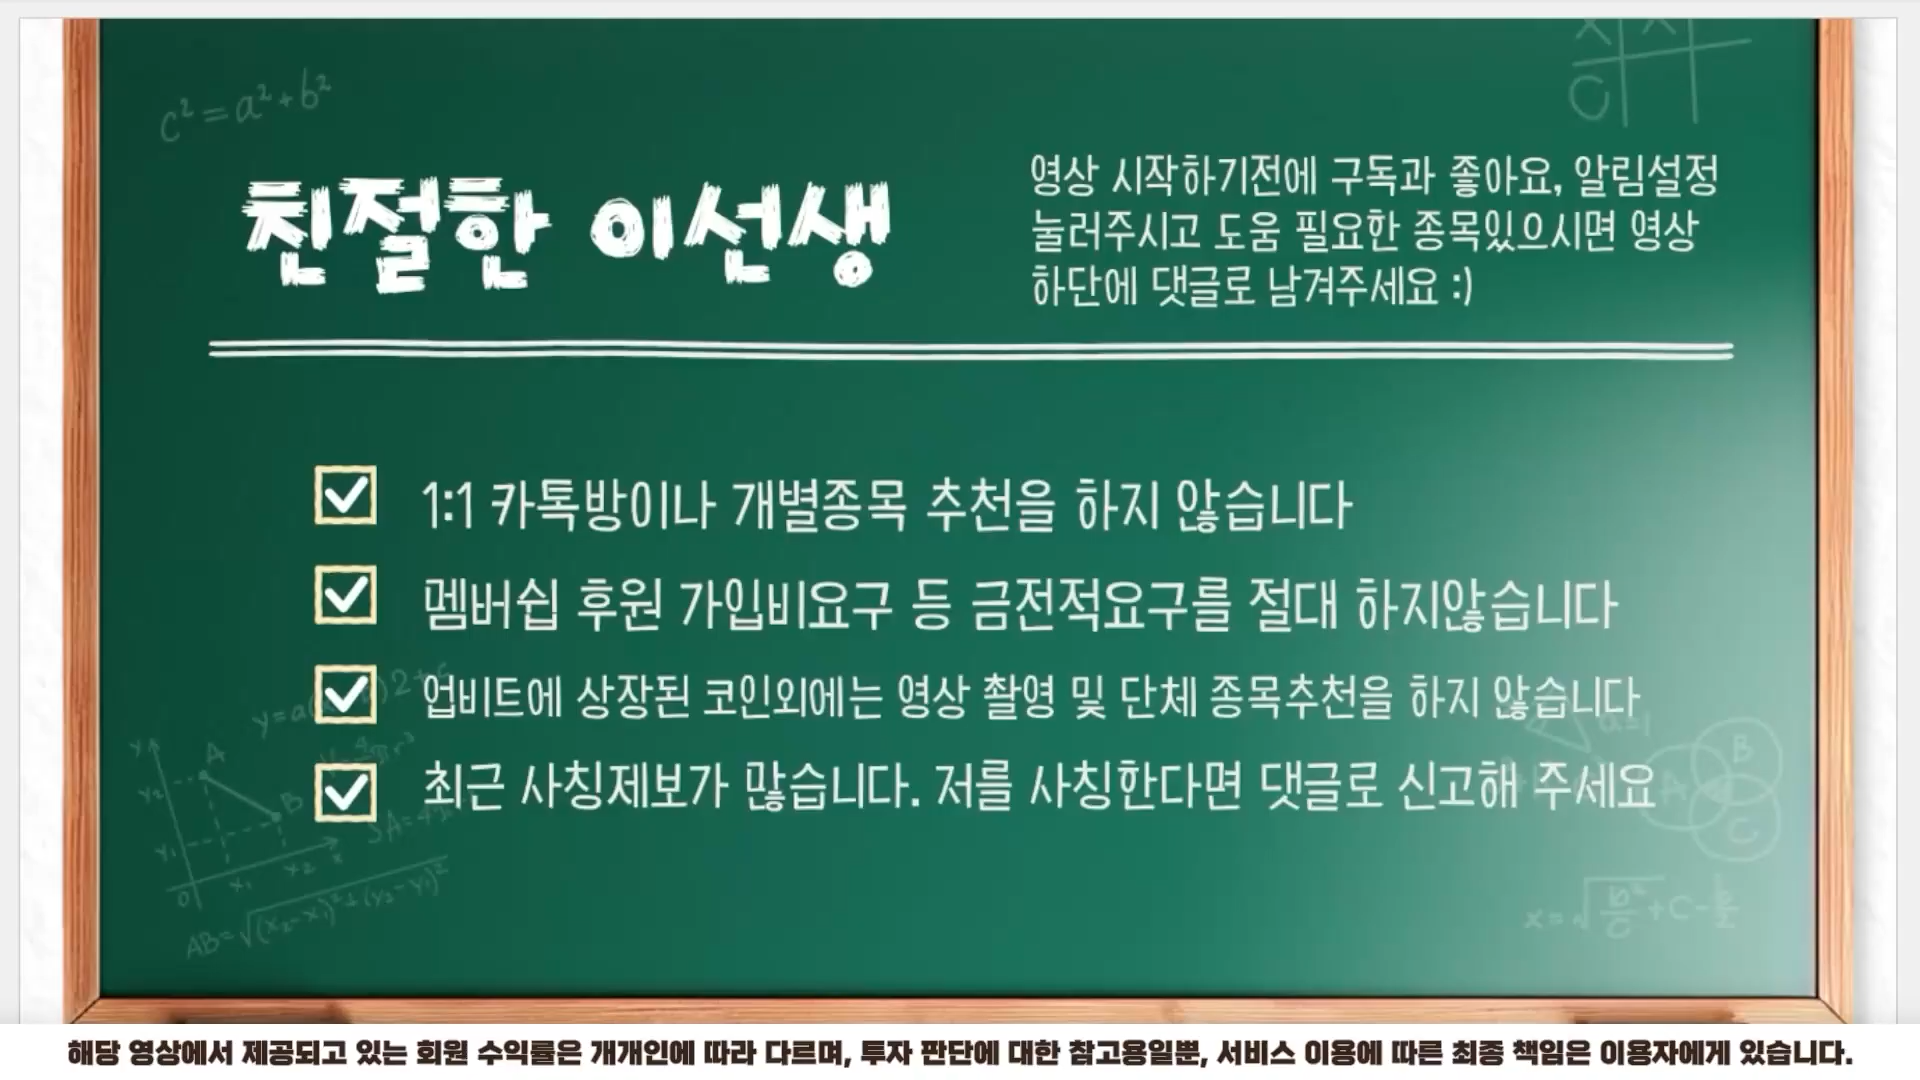 c² = a² + b²
친절한 이선생
영상 시작하기전에 구독과 좋아요, 알림설정
눌러주시고 도움 필요한 종목있으시면 영상
하단에 댓글로 남겨주세요 :)
1:1 카톡방이나 개별종목 추천을 하지 않습니다
멤버쉽 후원 가입비요구 등 금전적요구를 절대 하지않습니다
업비트에 상장된 코인외에는 영상 촬영 및 단체 종목추천을 하지 않습니다
최근 사칭제보가 많습니다. 저를 사칭한다면 댓글로 신고해 주세요
AB=√(x₂-x₁)²+(y₂-y₁)²
해당 영상에서 제공되고 있는 회원 수익률은 개개인에 따라 다르며, 투자 판단에 대한 참고용일뿐, 서비스 이용에 따른 최종 책임은 이용자에게 있습니다.